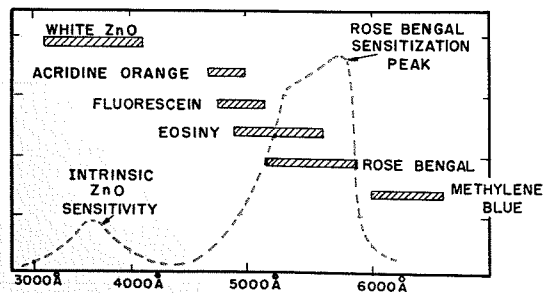 WHITE ZnO
ROSE BENGAL
SENSITIZATION
PEAK
ACRIDINE ORANGE
FLUORESCEIN
EOSINY
ROSE BENGAL
INTRINSIC
ZnO
SENSITIVITY
METHYLENE
BLUE
3000Å 4000Å 5000Å 6000Å